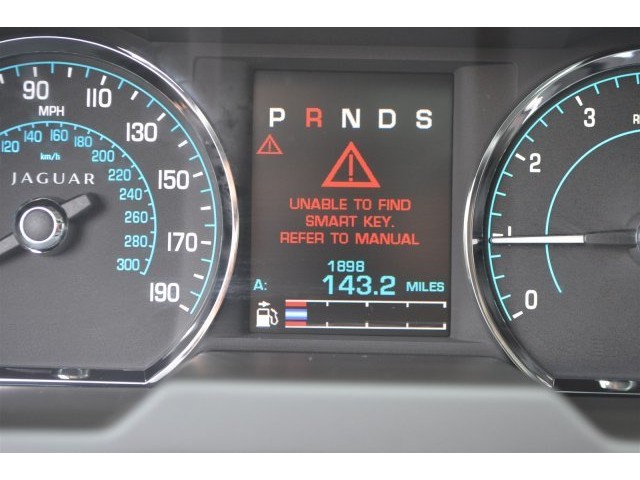 90 110 130 150 170 190
MPH
120 140 160 180 200 220 240 260 280 300
km/h
JAGUAR
P R N D S
UNABLE TO FIND
SMART KEY.
REFER TO MANUAL
1898
A: 143.2 MILES
3
2
1
0